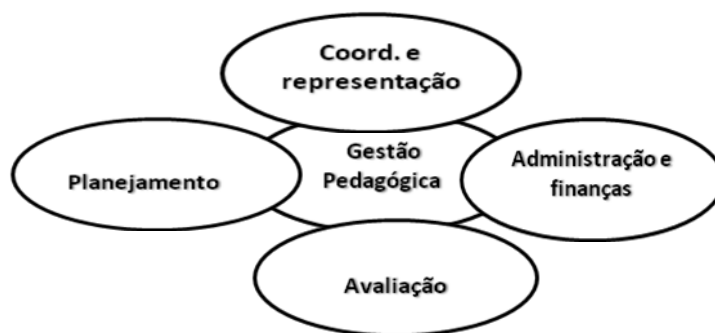 Coord. e
representação
Gestão
Pedagógica
Planejamento
Administração e
finanças
Avaliação